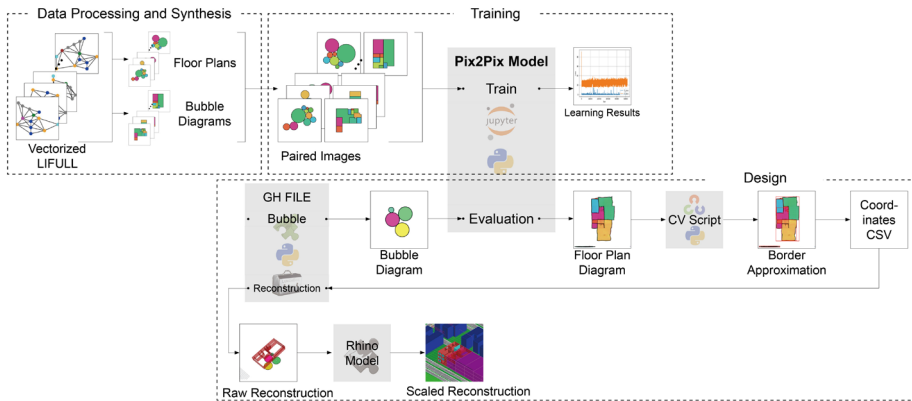 Data Processing and Synthesis
Training
Floor Plans
Bubble
Diagrams
Vectorized
LIFULL
Paired Images
Pix2Pix Model
Train
jupyter
Learning Results
Design
GH FILE
Bubble
Reconstruction
Bubble
Diagram
Evaluation
Floor Plan
Diagram
CV Script
Border
Approximation
Coord-
inates
CSV
Raw Reconstruction
Rhino
Model
Scaled Reconstruction